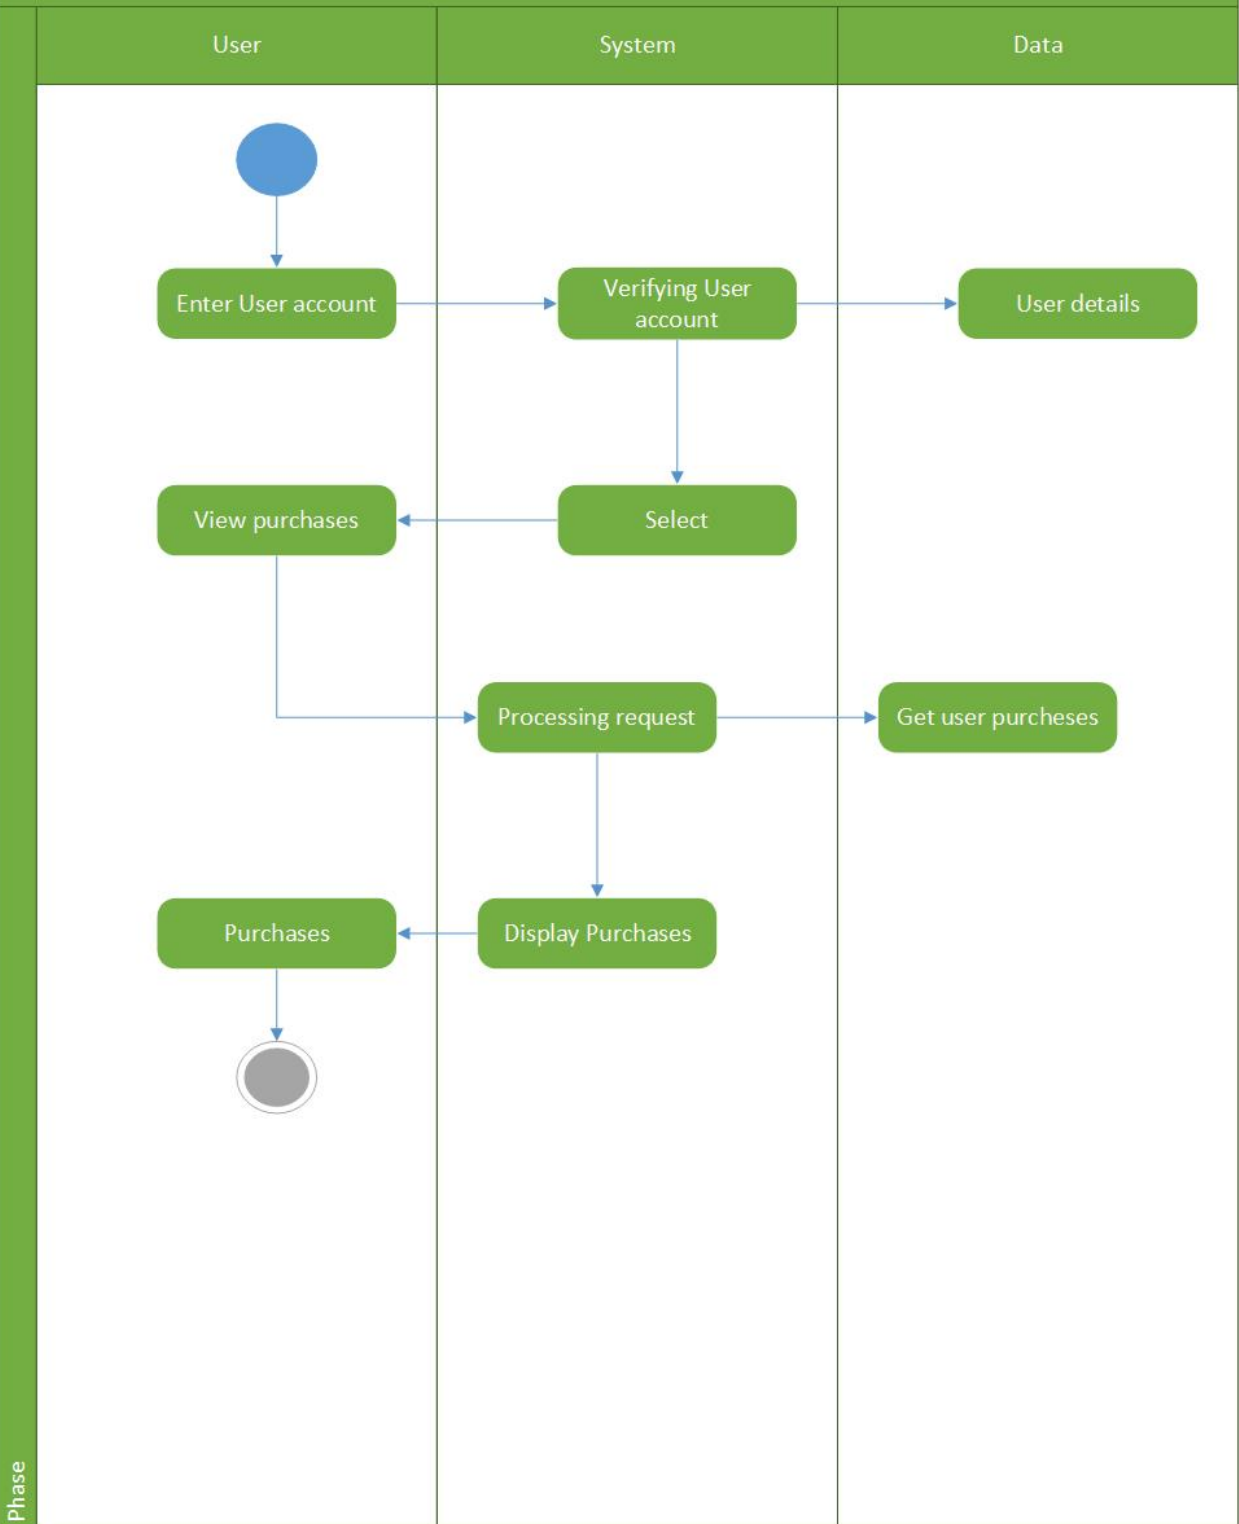 User
System
Data
Enter User account
Verifying User
account
User details
View purchases
Select
Processing request
Get user purcheses
Purchases
Display Purchases
Phase